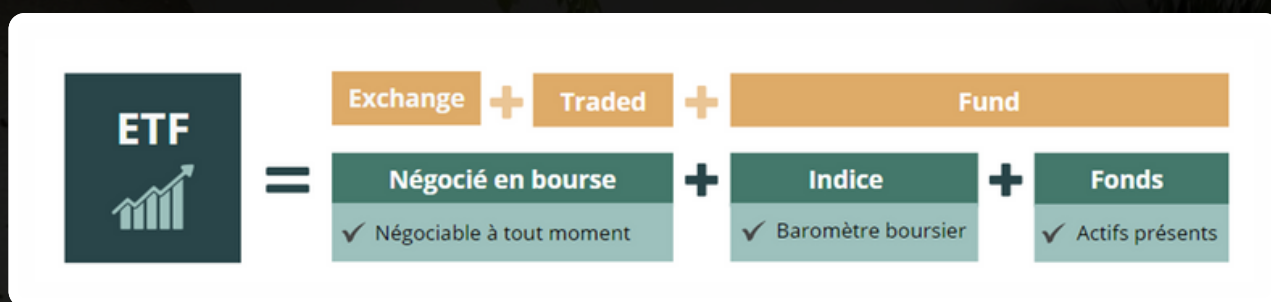 ETF
Exchange + Traded + Fund
= Négocié en bourse + Indice + Fonds
✓ Négociable à tout moment ✓ Baromètre boursier ✓ Actifs présents